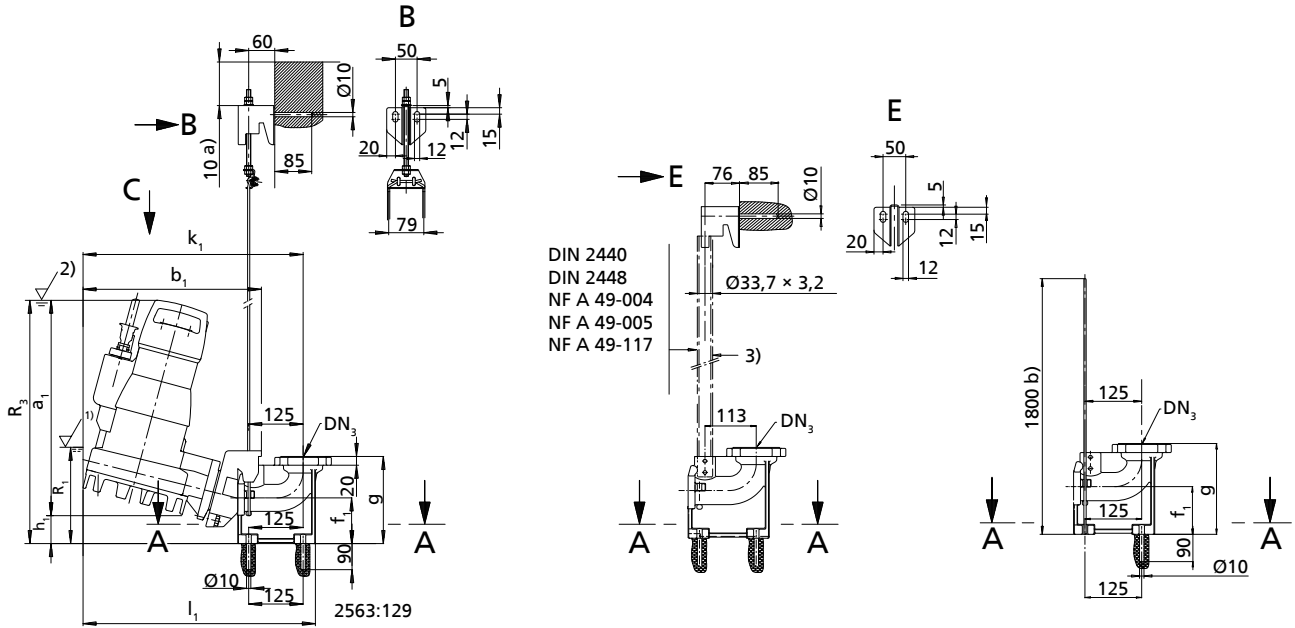 B
60
50
5
Ø10
B
10 a)
85
20
12
12
15
79
C
k₁
b₁
2)
R₃
a₁
1)
R₁
h₁
125
DN₃
20
g
f₁
125
A
A
90
Ø10
125
l₁
2563:129
E
76
85
Ø10
DIN 2440
DIN 2448
NF A 49-004
NF A 49-005
NF A 49-117
Ø33,7 × 3,2
3)
113
DN₃
A
A
E
50
5
20
12
12
15
1800 b)
125
DN₃
125
f₁
g
A
A
90
Ø10
125